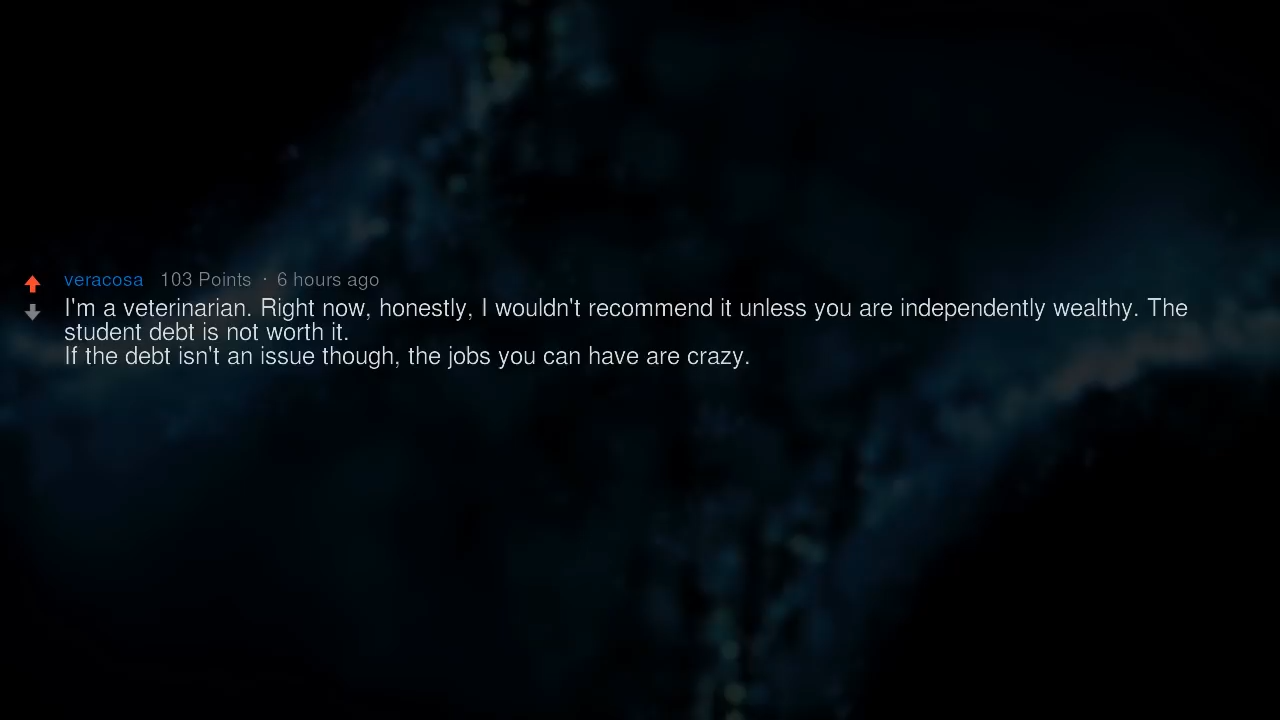 veracosa 103 Points · 6 hours ago
I'm a veterinarian. Right now, honestly, I wouldn't recommend it unless you are independently wealthy. The
student debt is not worth it.
If the debt isn't an issue though, the jobs you can have are crazy.